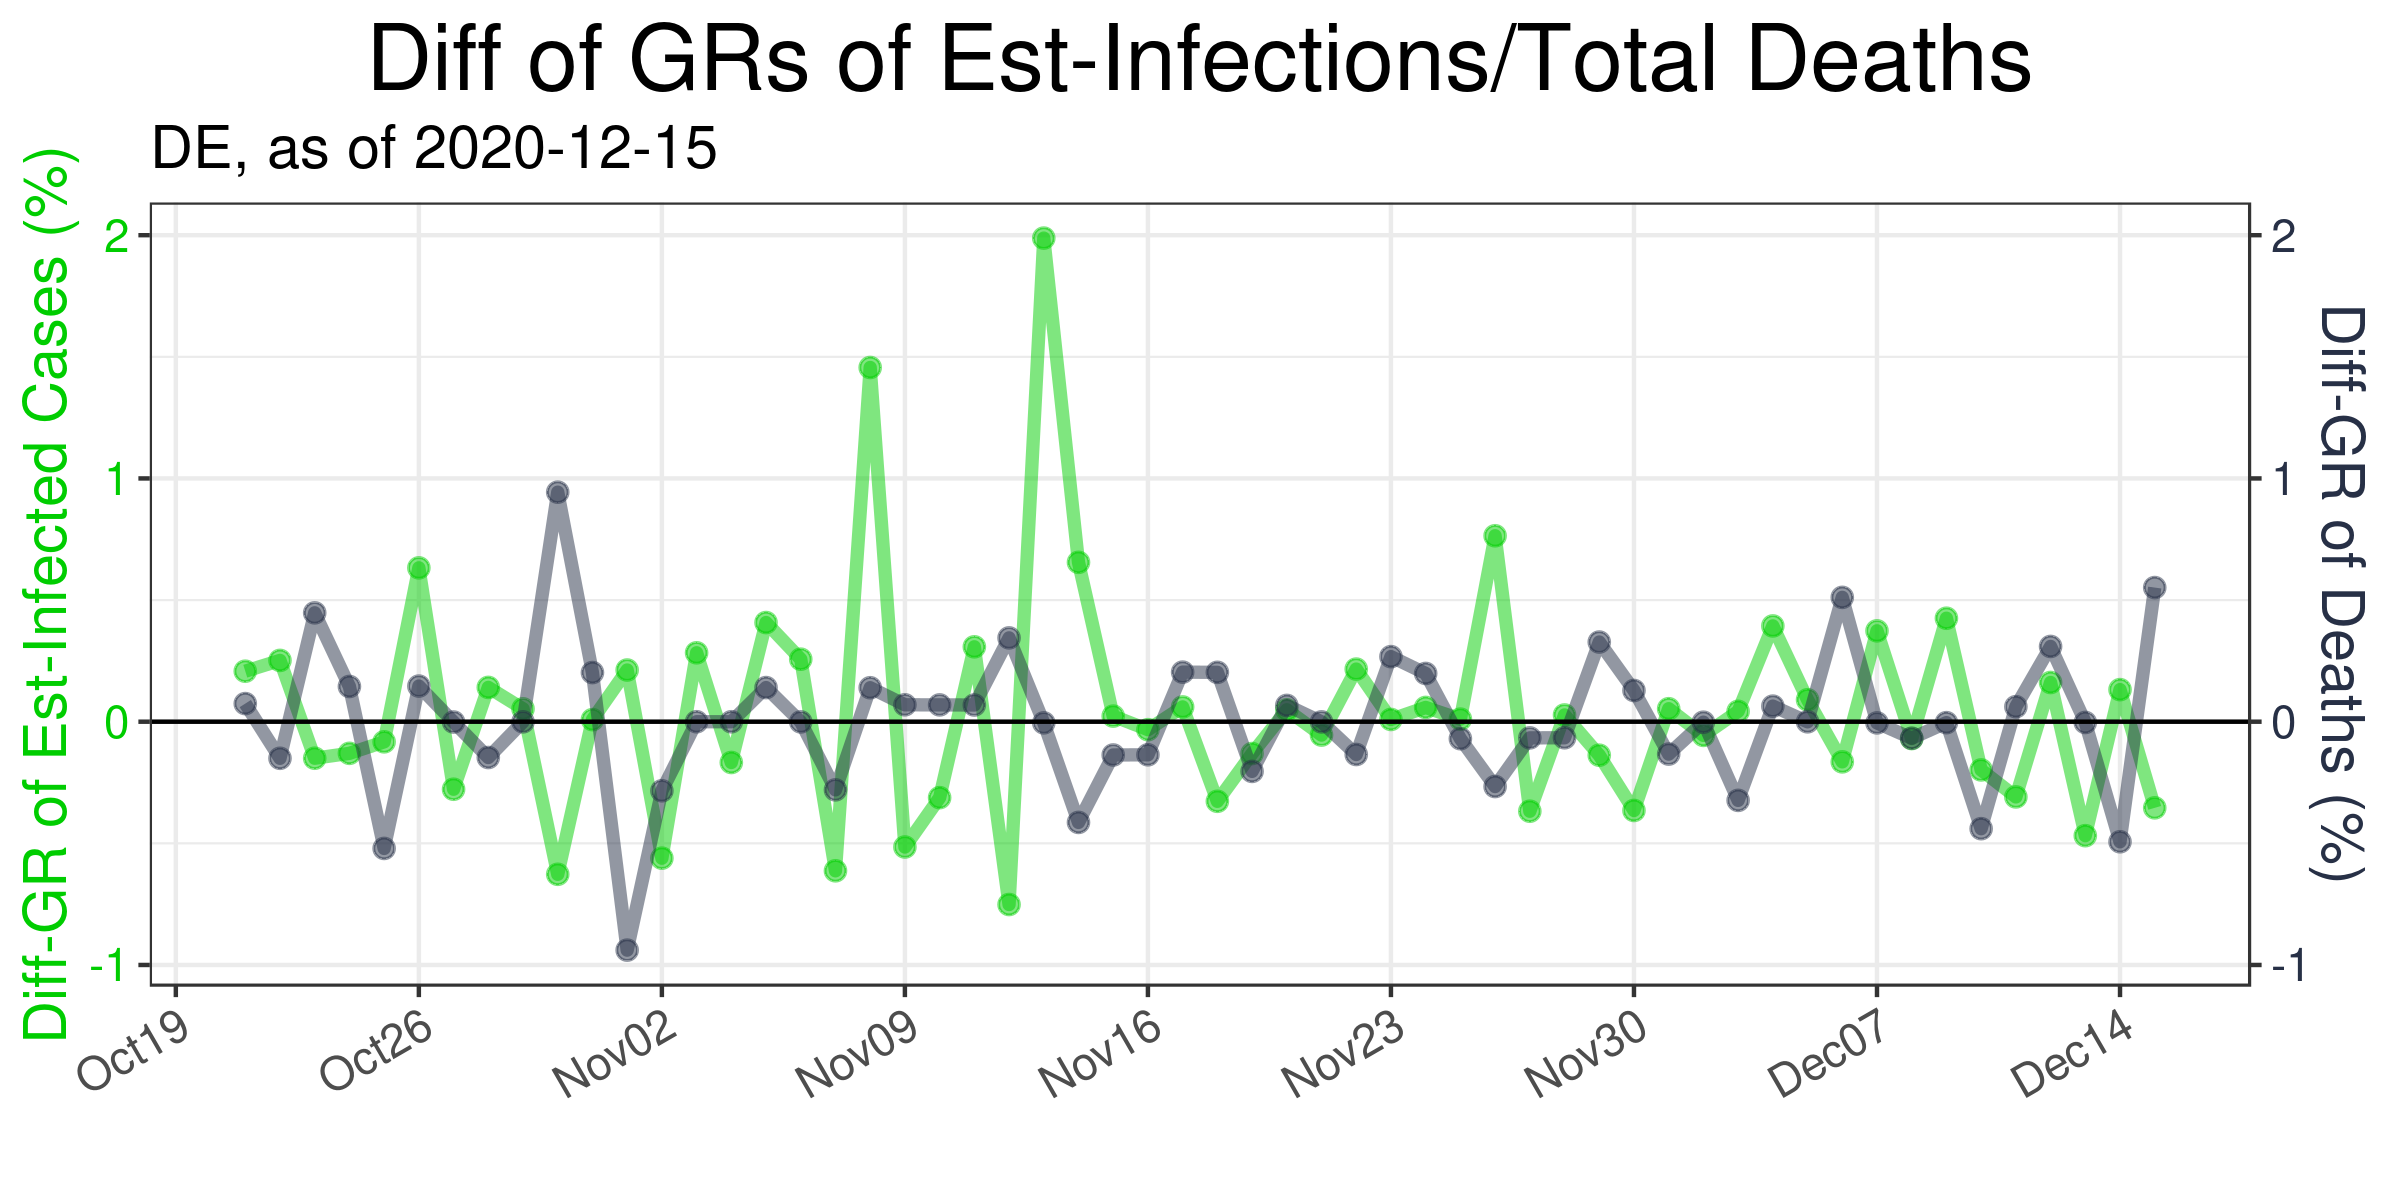 Diff of GRs of Est-Infections/Total Deaths
DE, as of 2020-12-15
Diff-GR of Est-Infected Cases (%)
2
1
0
-1
2
1
0
-1
Diff-GR of Deaths (%)
Oct19
Oct26
Nov02
Nov09
Nov16
Nov23
Nov30
Dec07
Dec14